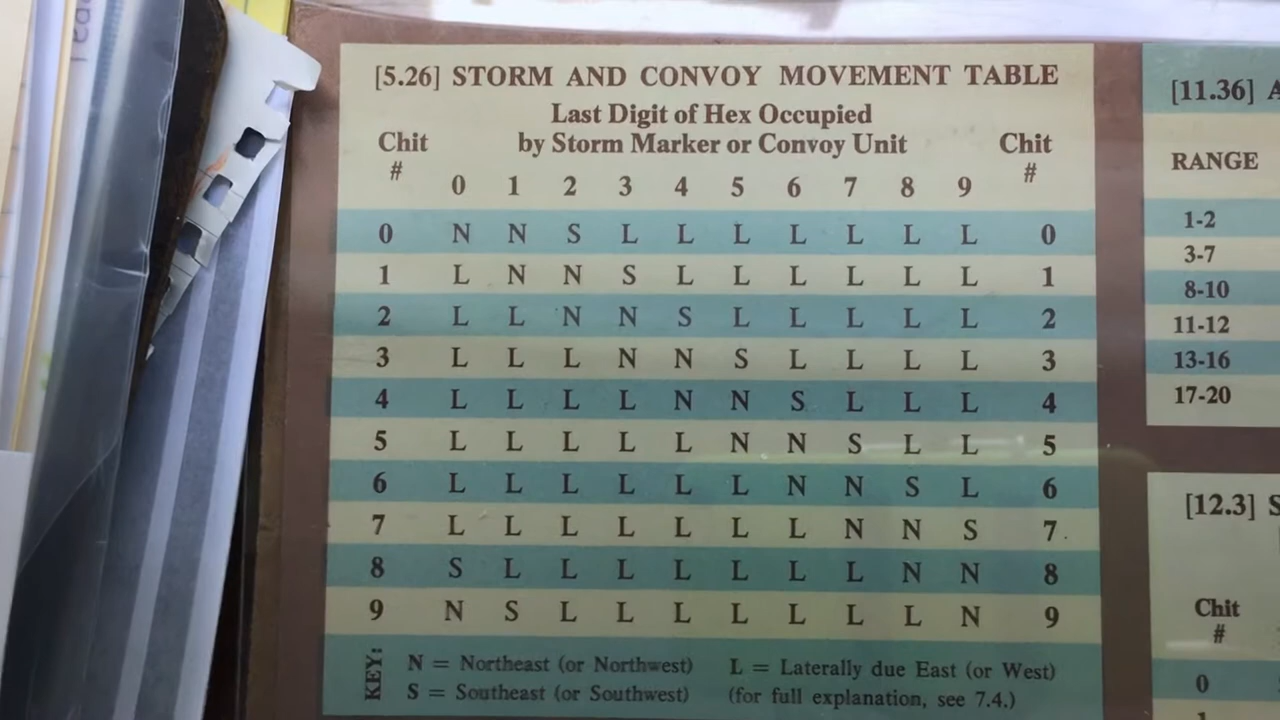 [5.26] STORM AND CONVOY MOVEMENT TABLE
Last Digit of Hex Occupied
by Storm Marker or Convoy Unit
Chit # 0 1 2 3 4 5 6 7 8 9 Chit #
0 N N S L L L L L L L 0
1 L N N S L L L L L L 1
2 L L N N S L L L L L 2
3 L L L N N S L L L L 3
4 L L L L N N S L L L 4
5 L L L L L N N S L L 5
6 L L L L L L N N S L 6
7 L L L L L L L N N S 7
8 S L L L L L L L N N 8
9 N S L L L L L L L N 9
KEY:
N = Northeast (or Northwest) L = Laterally due East (or West)
S = Southeast (or Southwest) (for full explanation, see 7.4.)
[11.36] A
RANGE
1-2
3-7
8-10
11-12
13-16
17-20
[12.3] S
Chit
#
0
1